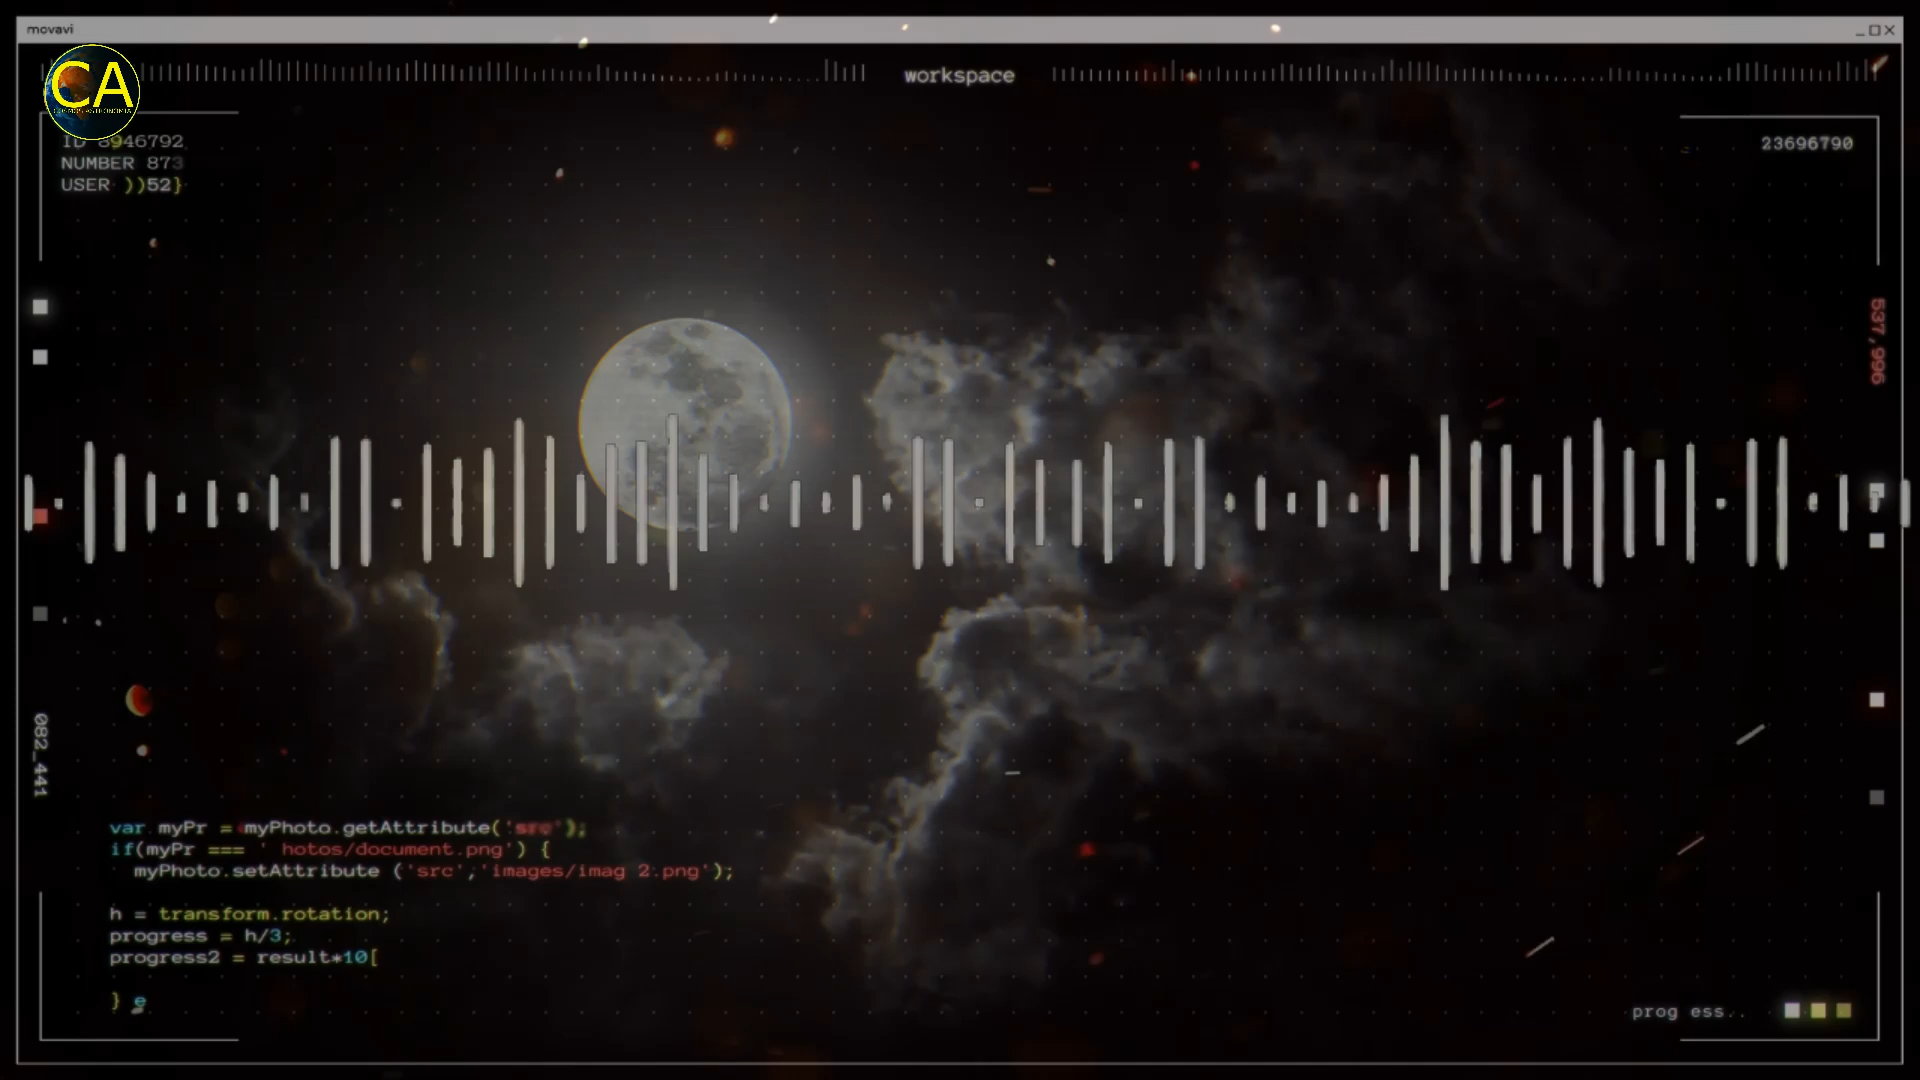 movavi
CA
COSMOS ASTRONOMIA
workspace
ID 8946792
NUMBER 873
USER ))52}
23696790
537,996
082_441
var myPr = myPhoto.getAttribute('src');
if(myPr === ' hotos/document.png') {
myPhoto.setAttribute ('src','images/imag 2.png');
h = transform.rotation;
progress = h/3;
progress2 = result*10[
} e
prog ess..